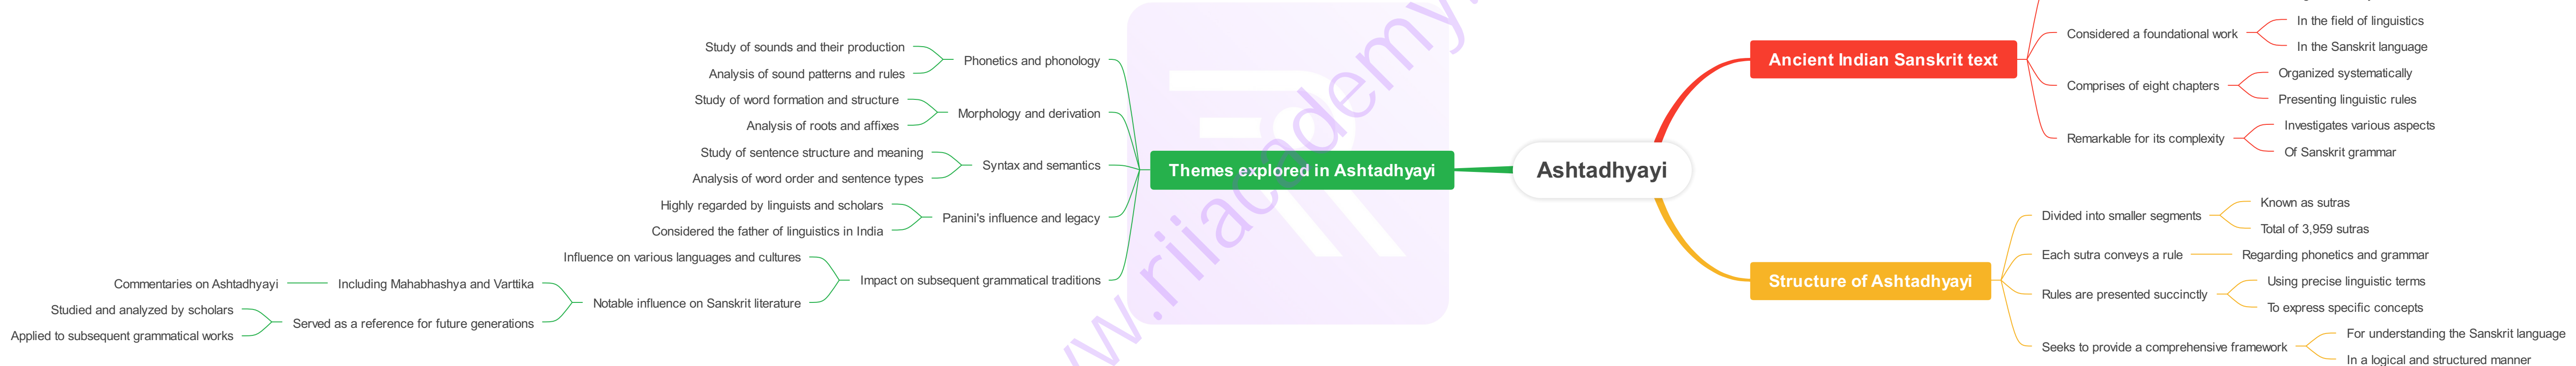 Ashtadhyayi
Ancient Indian Sanskrit text
Considered a foundational work
In the field of linguistics
In the Sanskrit language
Comprises of eight chapters
Organized systematically
Presenting linguistic rules
Remarkable for its complexity
Investigates various aspects
Of Sanskrit grammar
Structure of Ashtadhyayi
Divided into smaller segments
Known as sutras
Total of 3,959 sutras
Each sutra conveys a rule
Regarding phonetics and grammar
Rules are presented succinctly
Using precise linguistic terms
To express specific concepts
Seeks to provide a comprehensive framework
For understanding the Sanskrit language
In a logical and structured manner
Themes explored in Ashtadhyayi
Phonetics and phonology
Study of sounds and their production
Analysis of sound patterns and rules
Morphology and derivation
Study of word formation and structure
Analysis of roots and affixes
Syntax and semantics
Study of sentence structure and meaning
Analysis of word order and sentence types
Panini's influence and legacy
Highly regarded by linguists and scholars
Considered the father of linguistics in India
Impact on subsequent grammatical traditions
Influence on various languages and cultures
Notable influence on Sanskrit literature
Including Mahabhashya and Varttika
Commentaries on Ashtadhyayi
Served as a reference for future generations
Studied and analyzed by scholars
Applied to subsequent grammatical works